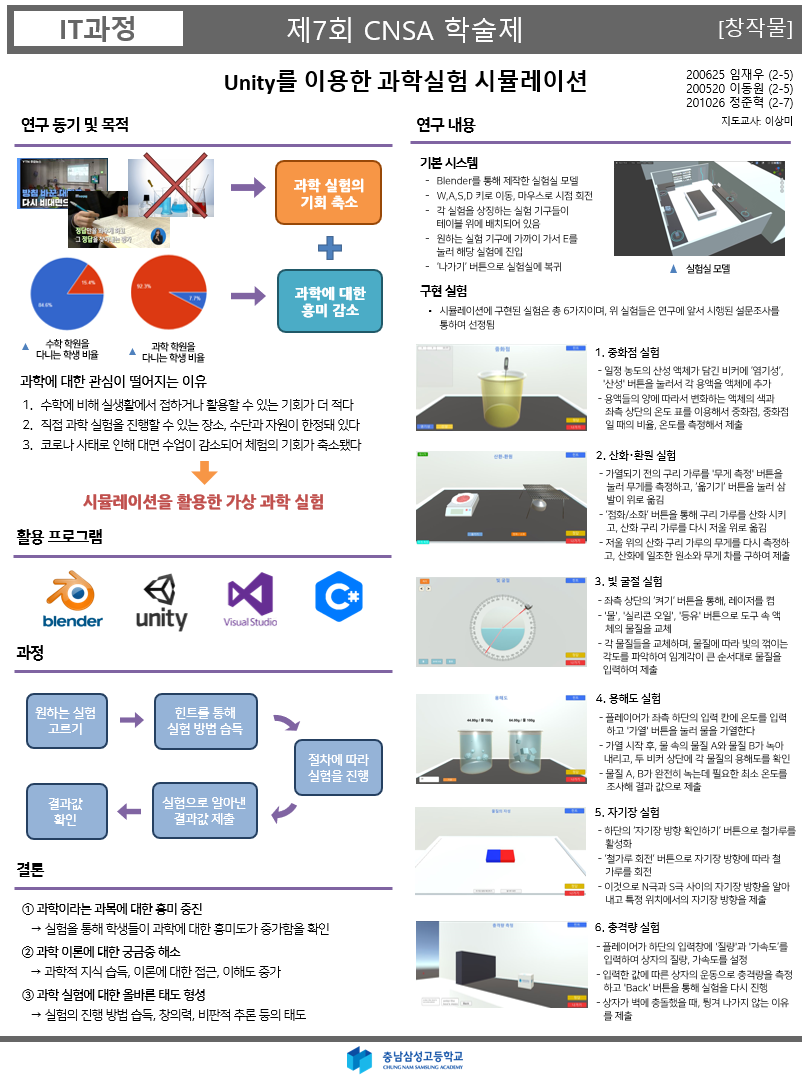 IT과정
제7회 CNSA 학술제
[창작물]
Unity를 이용한 과학실험 시뮬레이션
200625 임재우 (2-5)
200520 이동원 (2-5)
201026 정준혁 (2-7)
지도교사: 이상미
연구 동기 및 목적
방침 바꾼 대
다시 비대면으
정답만을 찾아야 하고
그 정답을 찾아내는 평가
과학 실험의
기회 축소
15.4%
84.6%
92.3%
7.7%
과학에 대한
흥미 감소
▲ 수학 학원을
다니는 학생 비율
▲ 과학 학원을
다니는 학생 비율
과학에 대한 관심이 떨어지는 이유
1. 수학에 비해 실생활에서 접하거나 활용할 수 있는 기회가 더 적다
2. 직접 과학 실험을 진행할 수 있는 장소, 수단과 자원이 한정돼 있다
3. 코로나 사태로 인해 대면 수업이 감소되어 체험의 기회가 축소됐다
시뮬레이션을 활용한 가상 과학 실험
활용 프로그램
blender
unity
Visual Studio
C#
과정
원하는 실험
고르기
힌트를 통해
실험 방법 습득
절차에 따라
실험을 진행
실험으로 알아낸
결과값 제출
결과값
확인
결론
① 과학이라는 과목에 대한 흥미 증진
→ 실험을 통해 학생들이 과학에 대한 흥미도가 증가함을 확인
② 과학 이론에 대한 궁금증 해소
→ 과학적 지식 습득, 이론에 대한 접근, 이해도 증가
③ 과학 실험에 대한 올바른 태도 형성
→ 실험의 진행 방법 습득, 창의력, 비판적 추론 등의 태도
연구 내용
기본 시스템
- Blender를 통해 제작한 실험실 모델
- W,A,S,D 키로 이동, 마우스로 시점 회전
- 각 실험을 상징하는 실험 기구들이
테이블 위에 배치되어 있음
- 원하는 실험 기구에 가까이 가서 E를
눌러 해당 실험에 진입
- '나가기' 버튼으로 실험실에 복귀
▲ 실험실 모델
구현 실험
• 시뮬레이션에 구현된 실험은 총 6가지이며, 위 실험들은 연구에 앞서 시행된 설문조사를
통하여 선정됨
중화점
1. 중화점 실험
- 일정 농도의 산성 액체가 담긴 비커에 '염기성',
'산성' 버튼을 눌러서 각 용액을 액체에 추가
- 용액들의 양에 따라서 변화하는 액체의 색과
좌측 상단의 온도 표를 이용해서 중화점, 중화점
일 때의 비율, 온도를 측정해서 제출
산화·환원
2. 산화·환원 실험
- 가열되기 전의 구리 가루를 '무게 측정' 버튼을
눌러 무게를 측정하고, '옮기기' 버튼을 눌러 삼
발이 위로 옮김
- '점화/소화' 버튼을 통해 구리 가루를 산화 시키
고, 산화 구리 가루를 다시 저울 위로 옮김
- 저울 위의 산화 구리 가루의 무게를 다시 측정하
고, 산화에 일조한 원소와 무게 차를 구하여 제출
빛 굴절
3. 빛 굴절 실험
- 좌측 상단의 '켜기' 버튼을 통해, 레이저를 켬
- '물', '실리콘 오일', '등유' 버튼으로 도구 속 액
체의 물질을 교체
- 각 물질들을 교체하며, 물질에 따라 빛의 꺾이는
각도를 파악하여 임계각이 큰 순서대로 물질을
입력하여 제출
용해도
4. 용해도 실험
- 플레이어가 좌측 하단의 입력 칸에 온도를 입력
하고 '가열' 버튼을 눌러 물을 가열한다
- 가열 시작 후, 물 속의 물질 A와 물질 B가 녹아
내리고, 두 비커 상단에 각 물질의 용해도를 확인
- 물질 A, B가 완전히 녹는데 필요한 최소 온도를
조사해 결과 값으로 제출
5. 자기장 실험
- 하단의 '자기장 방향 확인하기' 버튼으로 철가루를
활성화
- '철가루 회전' 버튼으로 자기장 방향에 따라 철
가루를 회전
- 이것으로 N극과 S극 사이의 자기장 방향을 알아
내고 특정 위치에서의 자기장 방향을 제출
충격량 측정
6. 충격량 실험
- 플레이어가 하단의 입력창에 '질량'과 '가속도'를
입력하여 상자의 질량, 가속도를 설정
- 입력한 값에 따른 상자의 운동으로 충격량을 측정
하고 'Back' 버튼을 통해 실험을 다시 진행
- 상자가 벽에 충돌했을 때, 튕겨 나가지 않는 이유
를 제출
충남삼성고등학교
CHUNG NAM SAMSUNG ACADEMY